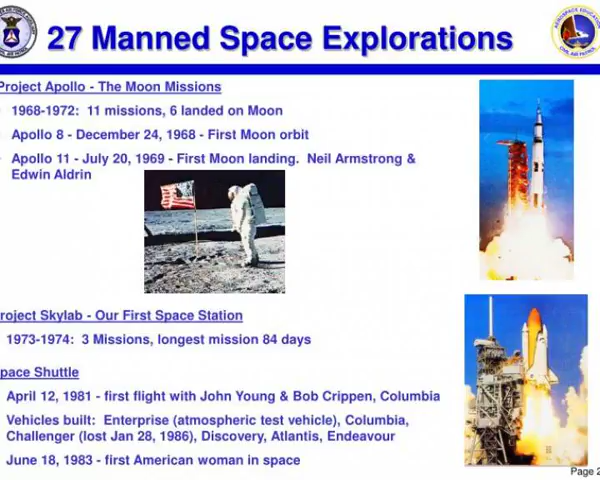 27 Manned Space Explorations
Project Apollo - The Moon Missions
1968-1972: 11 missions, 6 landed on Moon
Apollo 8 - December 24, 1968 - First Moon orbit
Apollo 11 - July 20, 1969 - First Moon landing. Neil Armstrong &
Edwin Aldrin
roject Skylab - Our First Space Station
1973-1974: 3 Missions, longest mission 84 days
pace Shuttle
April 12, 1981 - first flight with John Young & Bob Crippen, Columbia
Vehicles built: Enterprise (atmospheric test vehicle), Columbia,
Challenger (lost Jan 28, 1986), Discovery, Atlantis, Endeavour
June 18, 1983 - first American woman in space
Page 2